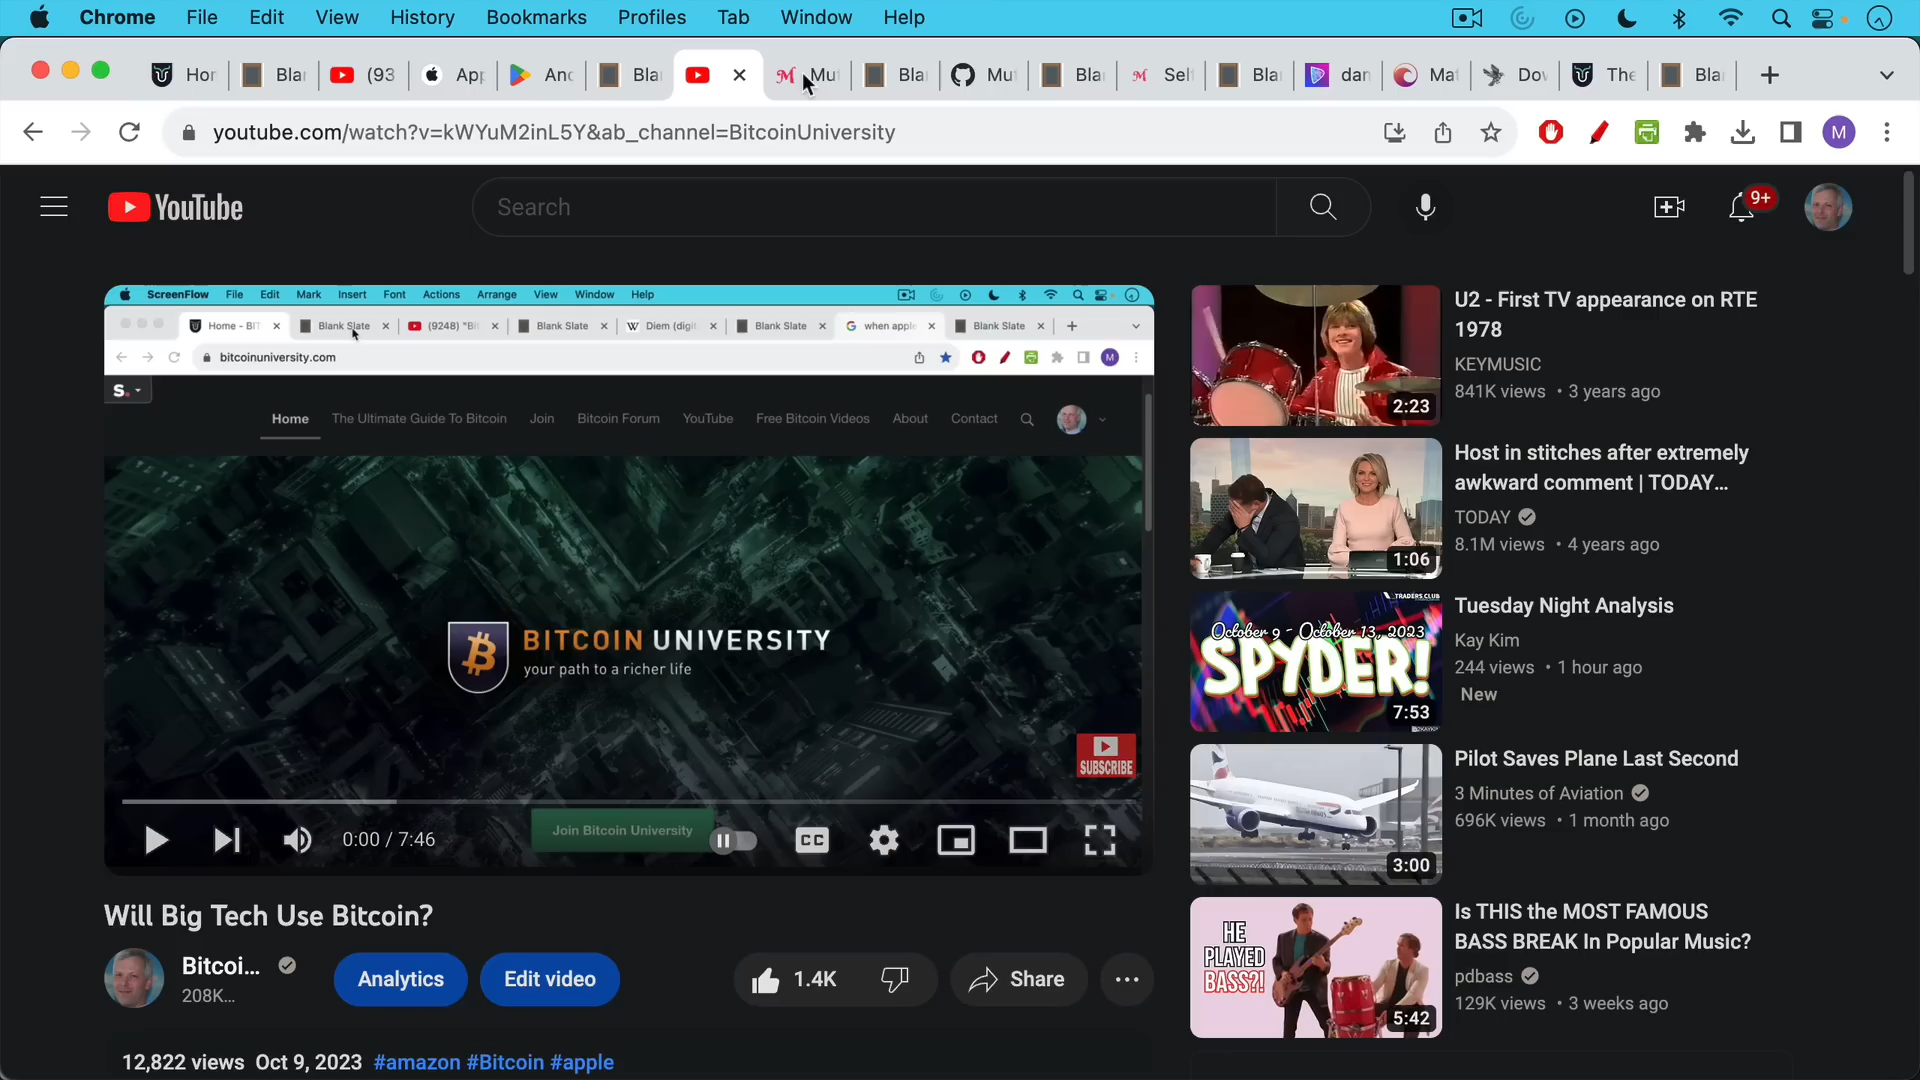 Chrome File Edit View History Bookmarks Profiles Tab Window Help
Hor Bla (93 App Anc Bla Mut Bla Mut Bla Self Bla dan Mat Dov The Bla
youtube.com/watch?v=kWYuM2inL5Y&ab_channel=BitcoinUniversity
M
YouTube
Search
9+
ScreenFlow File Edit Mark Insert Font Actions Arrange View Window Help
Home - BIT Blank Slate (9248) "Bit Blank Slate Diem (digit Blank Slate when apple Blank Slate
bitcoinuniversity.com
M
S.
Home The Ultimate Guide To Bitcoin Join Bitcoin Forum YouTube Free Bitcoin Videos About Contact
BITCOIN UNIVERSITY
your path to a richer life
SUBSCRIBE
Join Bitcoin University
0:00 / 7:46
CC
Will Big Tech Use Bitcoin?
Bitcoi...
208K...
Analytics
Edit video
1.4K
Share
12,822 views Oct 9, 2023 #amazon #Bitcoin #apple
2:23
U2 - First TV appearance on RTE
1978
KEYMUSIC
841K views • 3 years ago
1:06
Host in stitches after extremely
awkward comment | TODAY...
TODAY
8.1M views • 4 years ago
TRADERS CLUB
October 9 - October 13, 2023
SPYDER!
7:53
Tuesday Night Analysis
Kay Kim
244 views • 1 hour ago
New
3:00
Pilot Saves Plane Last Second
3 Minutes of Aviation
696K views • 1 month ago
HE
PLAYED
BASS?!
5:42
Is THIS the MOST FAMOUS
BASS BREAK In Popular Music?
pdbass
129K views • 3 weeks ago